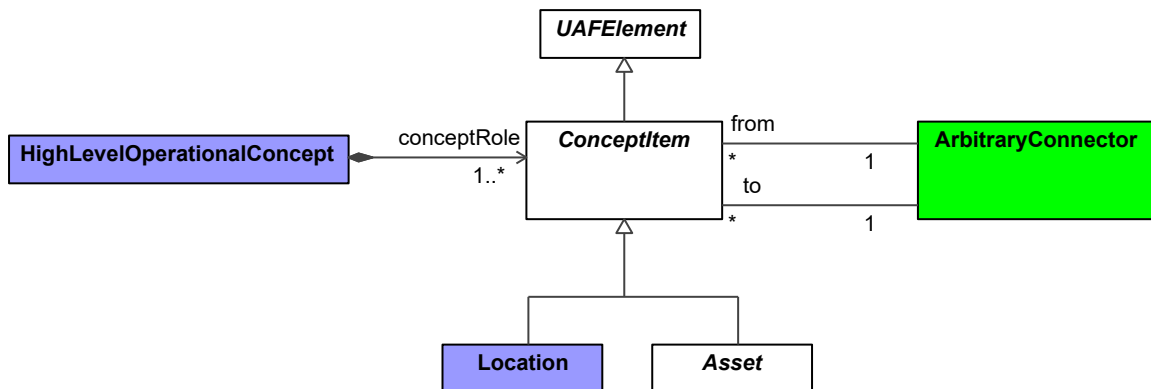 UAFElement
HighLevelOperationalConcept
conceptRole
1..*
ConceptItem
from
*
1
to
*
1
ArbitraryConnector
Location
Asset